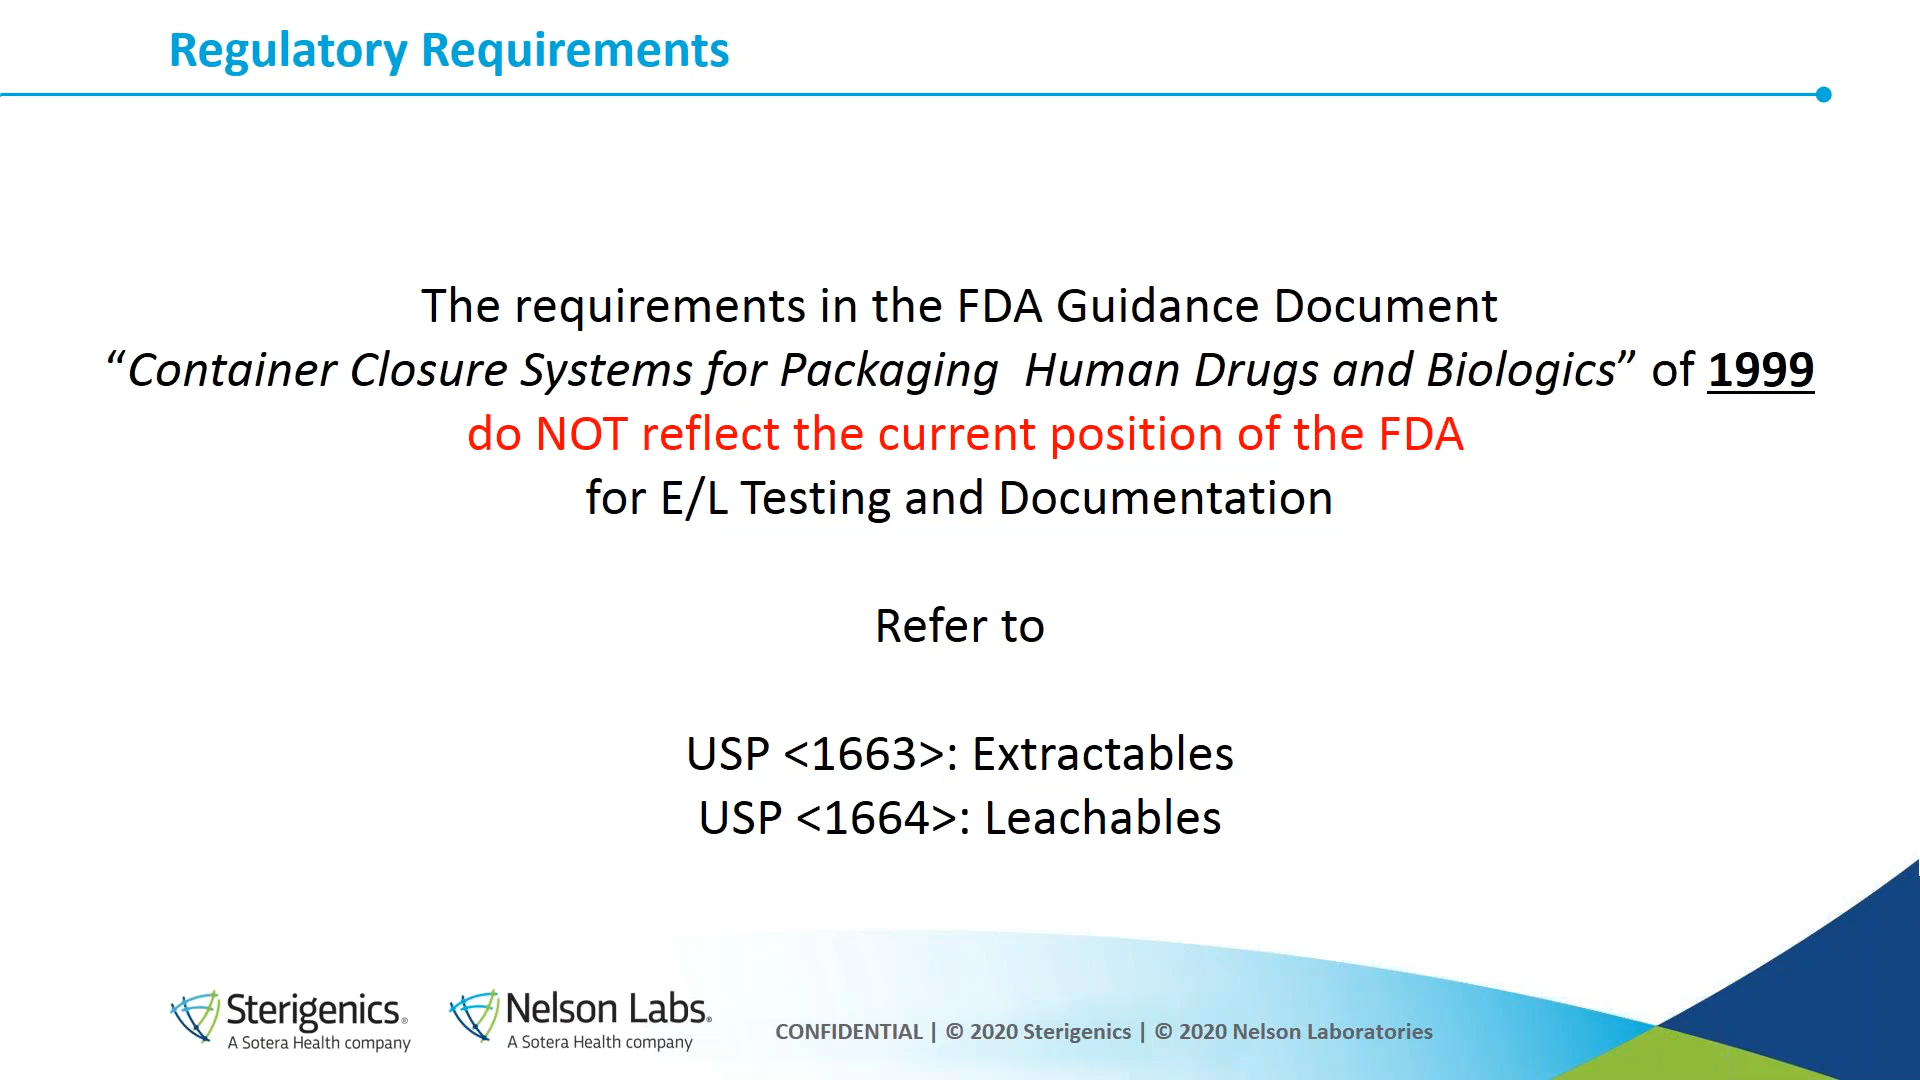 Regulatory Requirements
The requirements in the FDA Guidance Document
“Container Closure Systems for Packaging  Human Drugs and Biologics” of 1999
do NOT reflect the current position of the FDA
for E/L Testing and Documentation
Refer to
USP <1663>: Extractables
USP <1664>: Leachables
Sterigenics®
A Sotera Health company
Nelson Labs®
A Sotera Health company
CONFIDENTIAL | © 2020 Sterigenics | © 2020 Nelson Laboratories